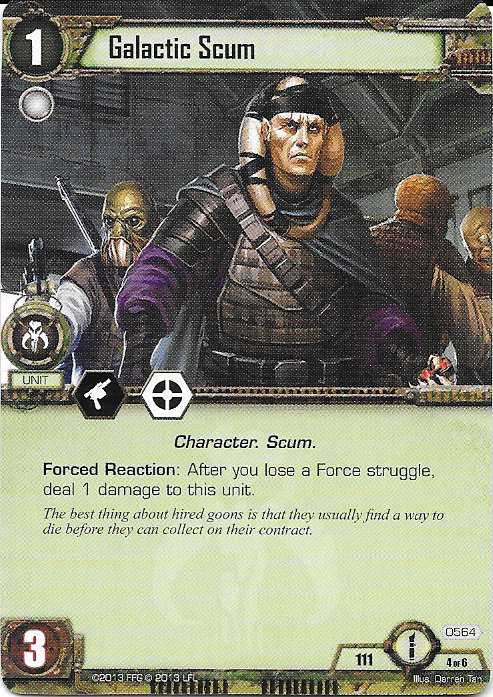 1
Galactic Scum
UNIT
Character. Scum.
Forced Reaction: After you lose a Force struggle,
deal 1 damage to this unit.
The best thing about hired goons is that they usually find a way to
die before they can collect on their contract.
3
0564
111
4 OF 6
©2013 FFG © 2013 LFL
Illus. Darren Tan